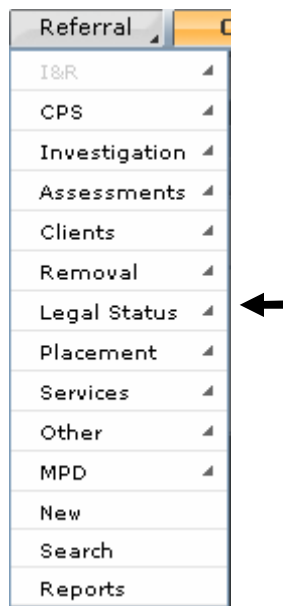 Referral
I&R
CPS
Investigation
Assessments
Clients
Removal
Legal Status
Placement
Services
Other
MPD
New
Search
Reports